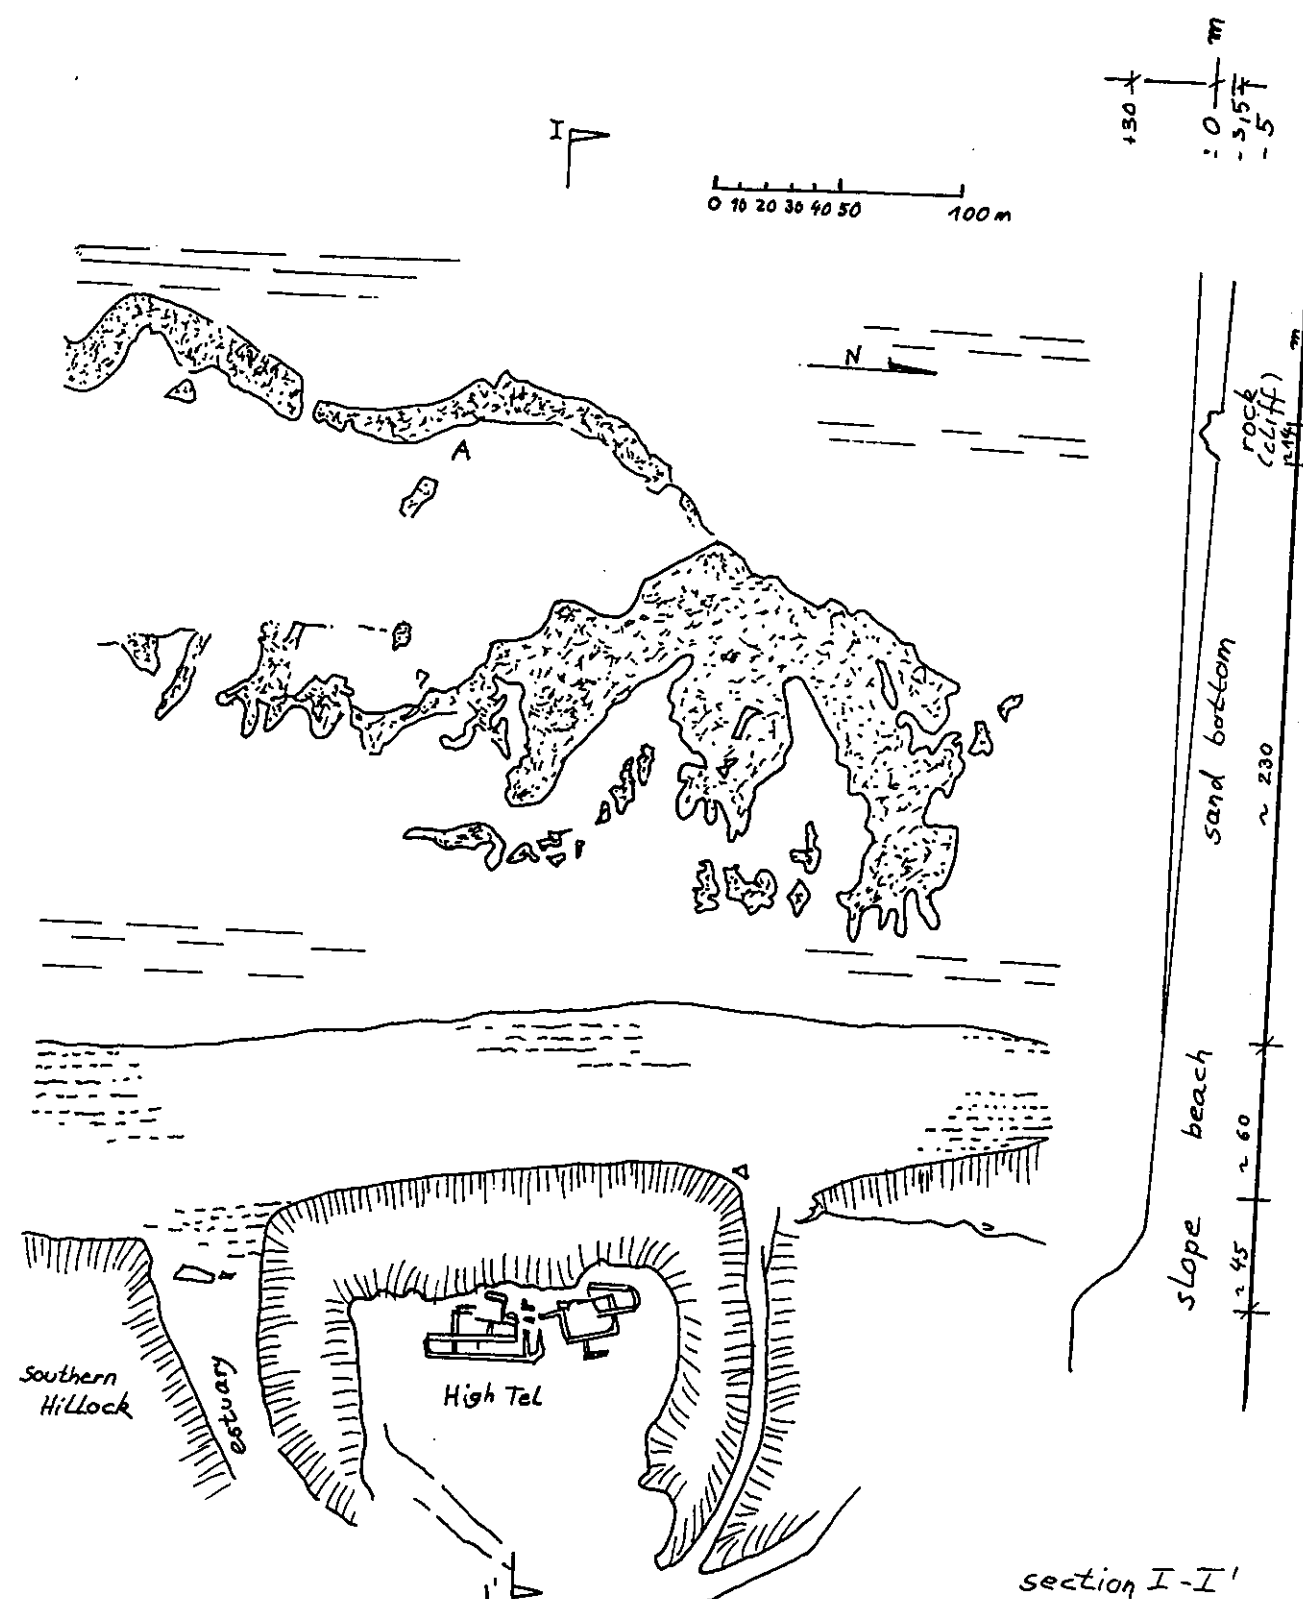 m
+30
: 0
- 3,5
- 5
I
0 10 20 30 40 50 100 m
N
A
rock
(cliff)
m
sand bottom
~ 230
beach
~ 60
slope
~ 45
Southern
Hillock
estuary
High Tel
I'
section I - I'